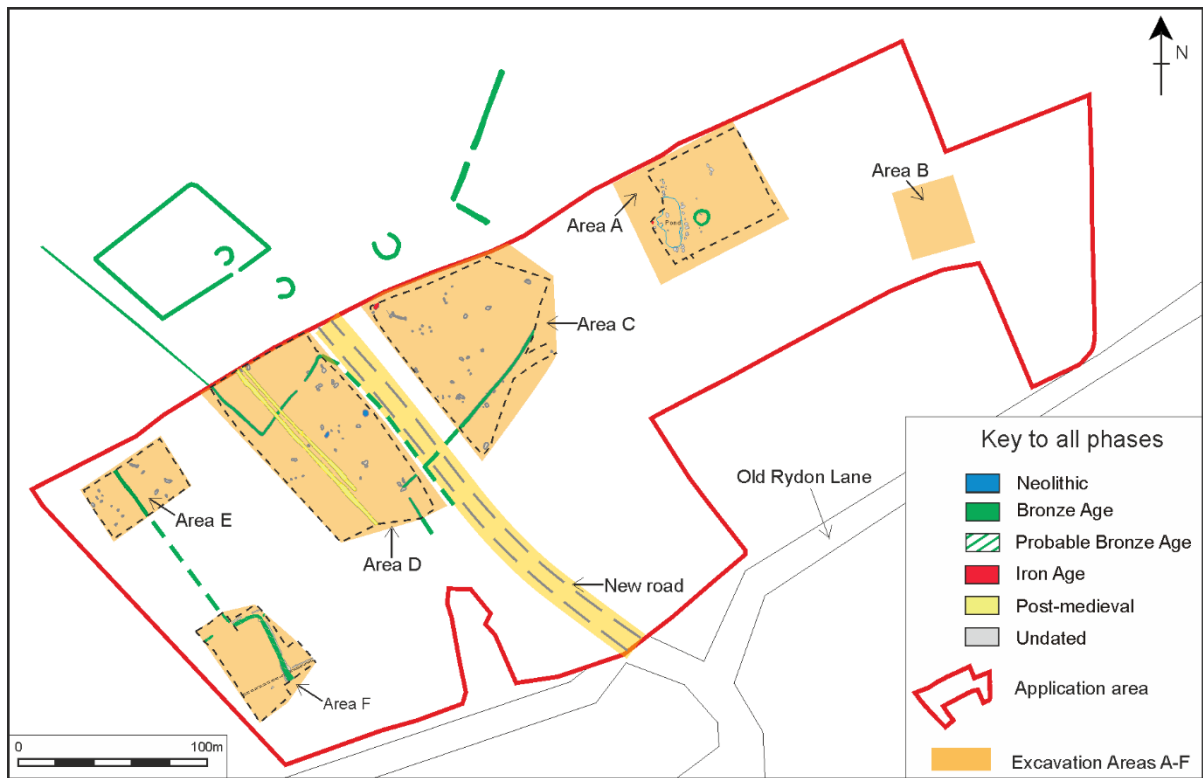 N
Area B
Area A
Pond
Area C
Key to all phases
Neolithic
Bronze Age
Probable Bronze Age
Iron Age
Post-medieval
Undated
Application area
Excavation Areas A-F
Old Rydon Lane
Area E
Area D
New road
Area F
0
100m